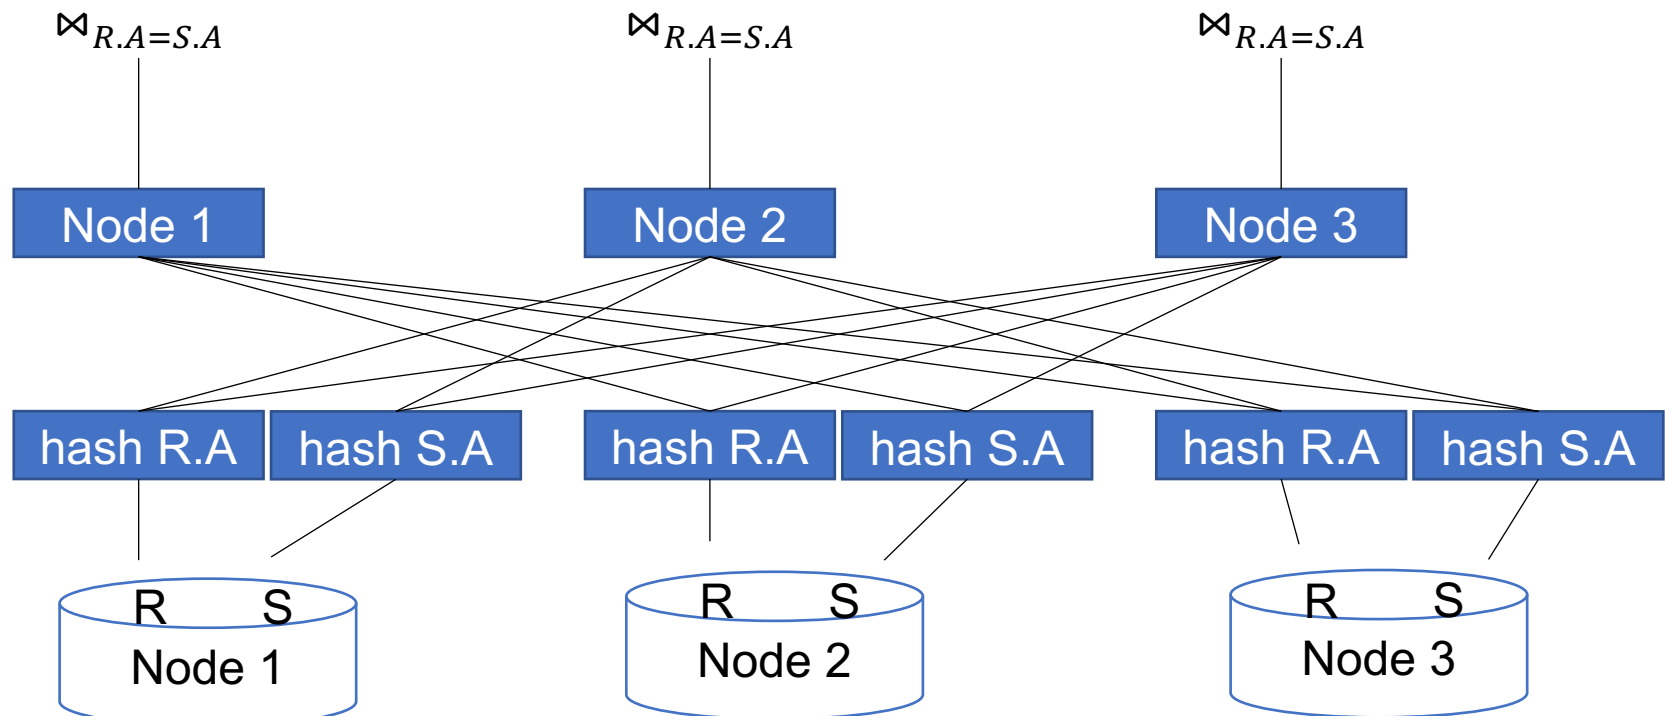 ⋈R.A=S.A ⋈R.A=S.A ⋈R.A=S.A
Node 1 Node 2 Node 3
hash R.A hash S.A hash R.A hash S.A hash R.A hash S.A
R S R S R S
Node 1 Node 2 Node 3